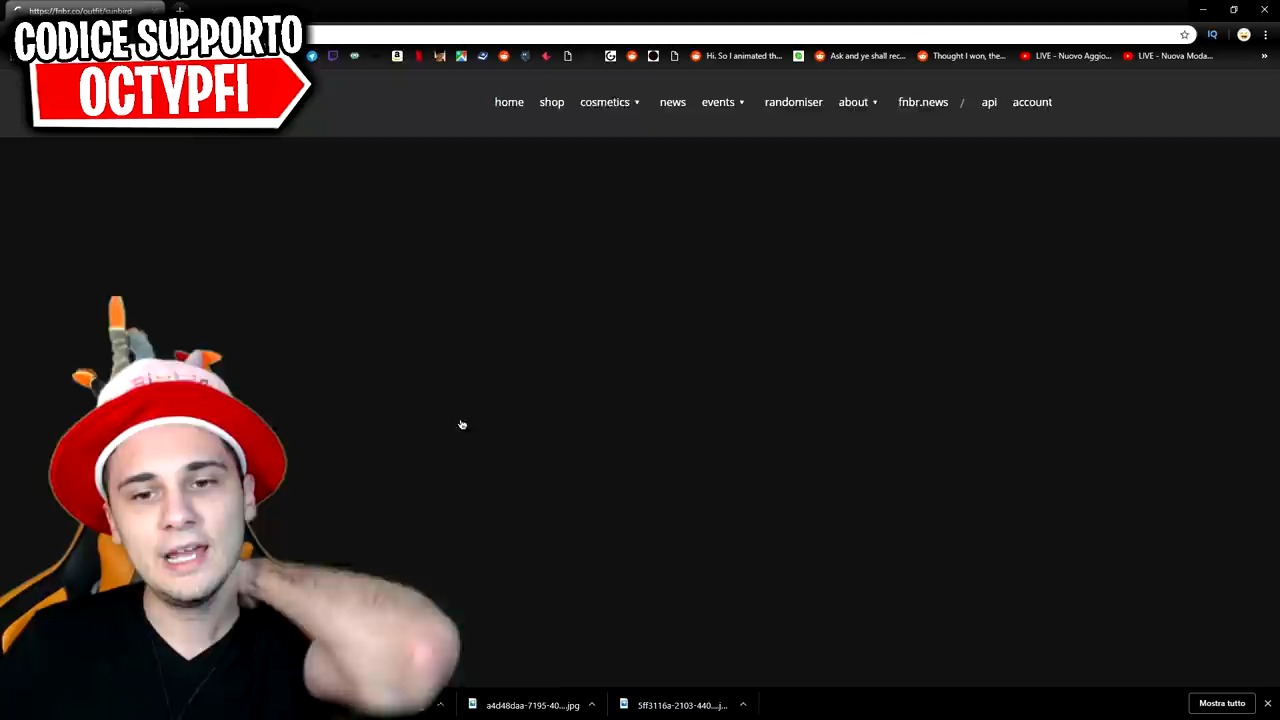 https://fnbr.co/outfit/sunbird
CODICE SUPPORTO
OCTYPFI
Hi, So I animated th...
Ask and ye shall rec...
Thought I won, the...
LIVE - Nuovo Aggio...
LIVE - Nuova Moda...
home shop cosmetics news events randomiser about fnbr.news / api account
a4d48daa-7195-40....jpg
5ff3116a-2103-440....j...
Mostra tutto